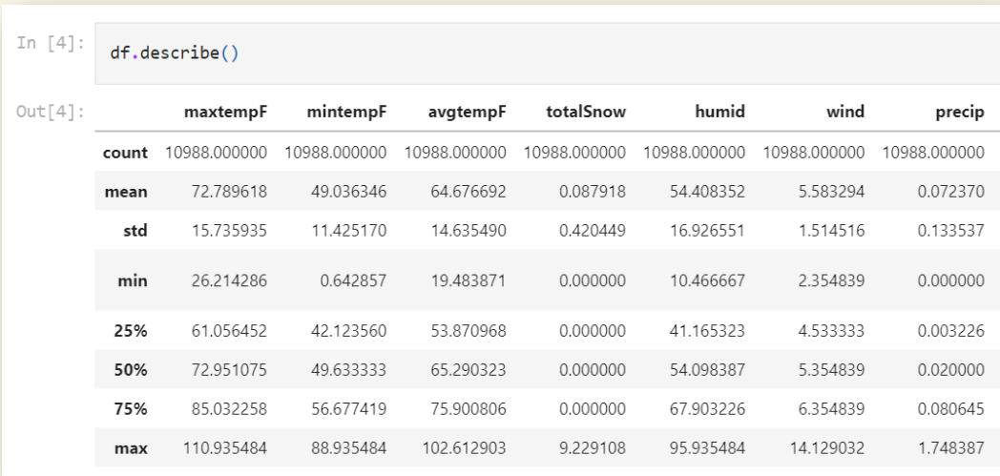 In [4]: df.describe()
Out[4]: maxtempF mintempF avgtempF totalSnow humid wind precip
count 10988.000000 10988.000000 10988.000000 10988.000000 10988.000000 10988.000000 10988.000000
mean 72.789618 49.036346 64.676692 0.087918 54.408352 5.583294 0.072370
std 15.735935 11.425170 14.635490 0.420449 16.926551 1.514516 0.133537
min 26.214286 0.642857 19.483871 0.000000 10.466667 2.354839 0.000000
25% 61.056452 42.123560 53.870968 0.000000 41.165323 4.533333 0.003226
50% 72.951075 49.633333 65.290323 0.000000 54.098387 5.354839 0.020000
75% 85.032258 56.677419 75.900806 0.000000 67.903226 6.354839 0.080645
max 110.935484 88.935484 102.612903 9.229108 95.935484 14.129032 1.748387